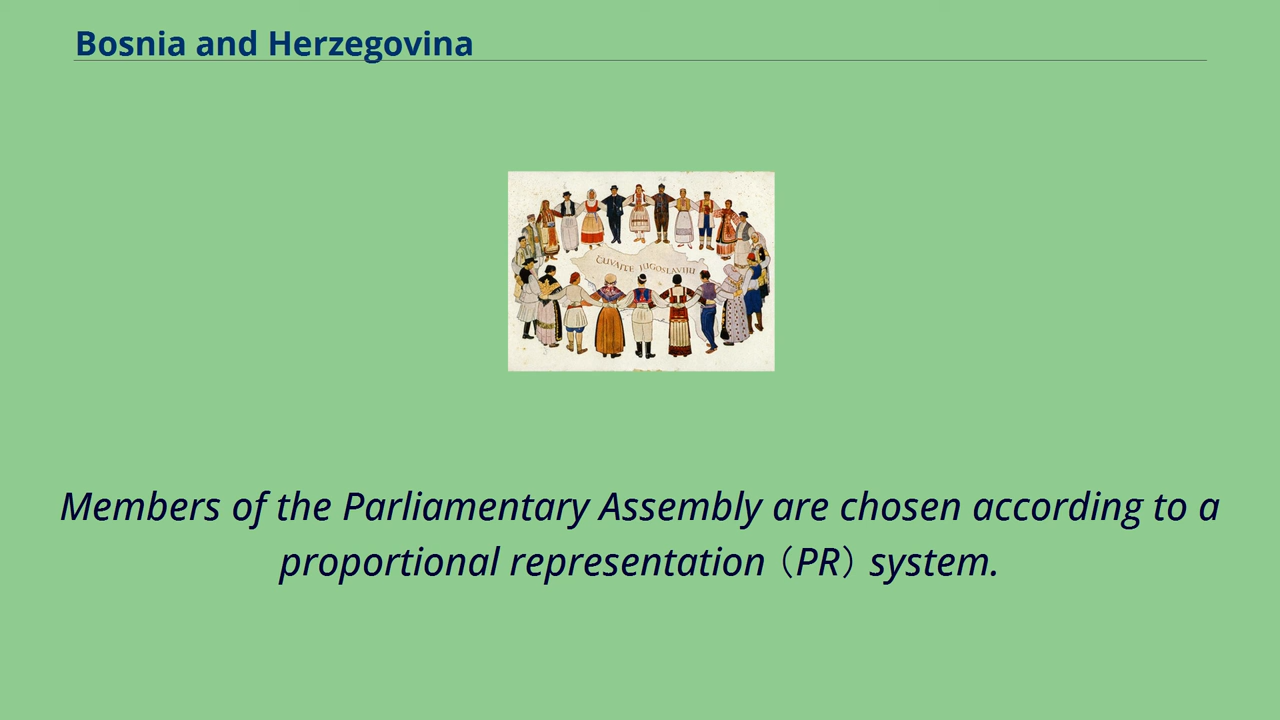 Bosnia and Herzegovina
ČUVAJTE JUGOSLAVIJU
Members of the Parliamentary Assembly are chosen according to a
proportional representation（PR）system.